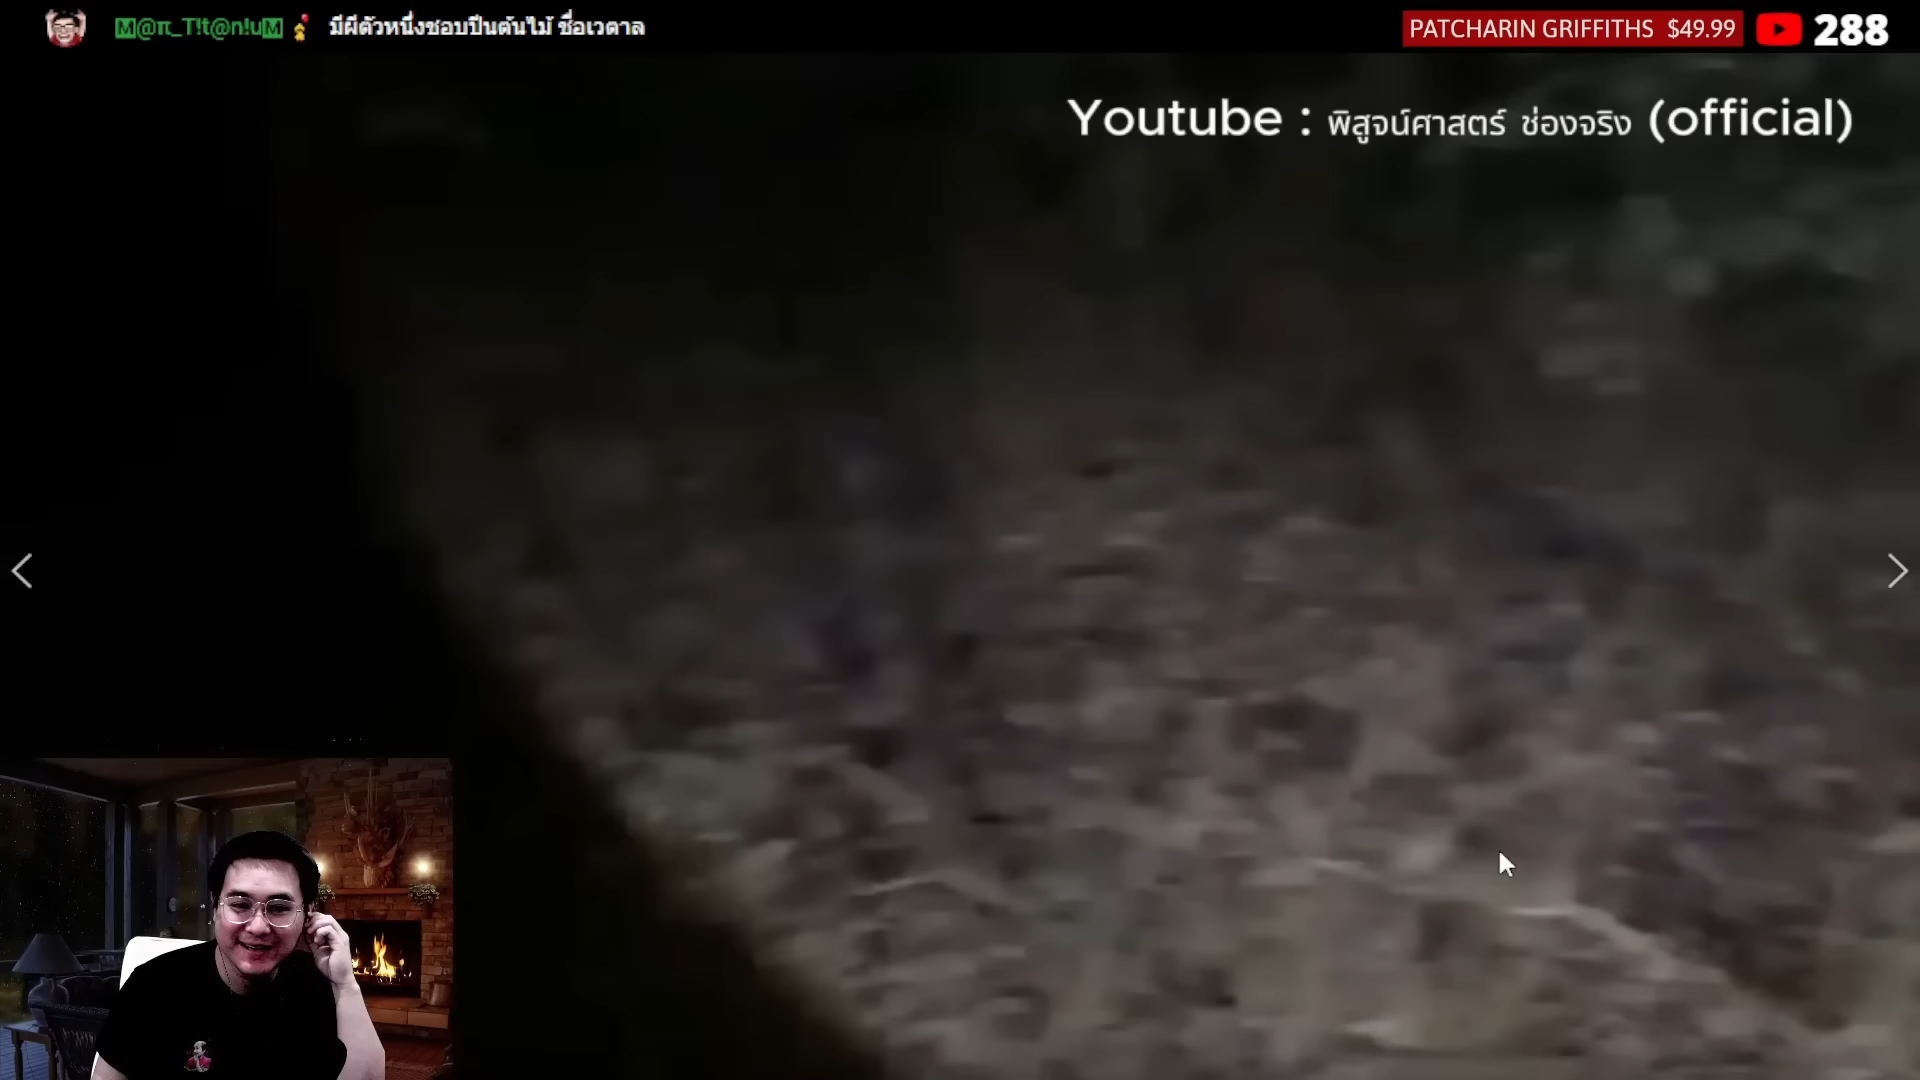 M@π_T!t@n!uM มีผีตัวหนึ่งชอบปีนต้นไม้ ชื่อเวตาล
PATCHARIN GRIFFITHS $49.99
288
Youtube : พิสูจน์ศาสตร์ ช่องจริง (official)